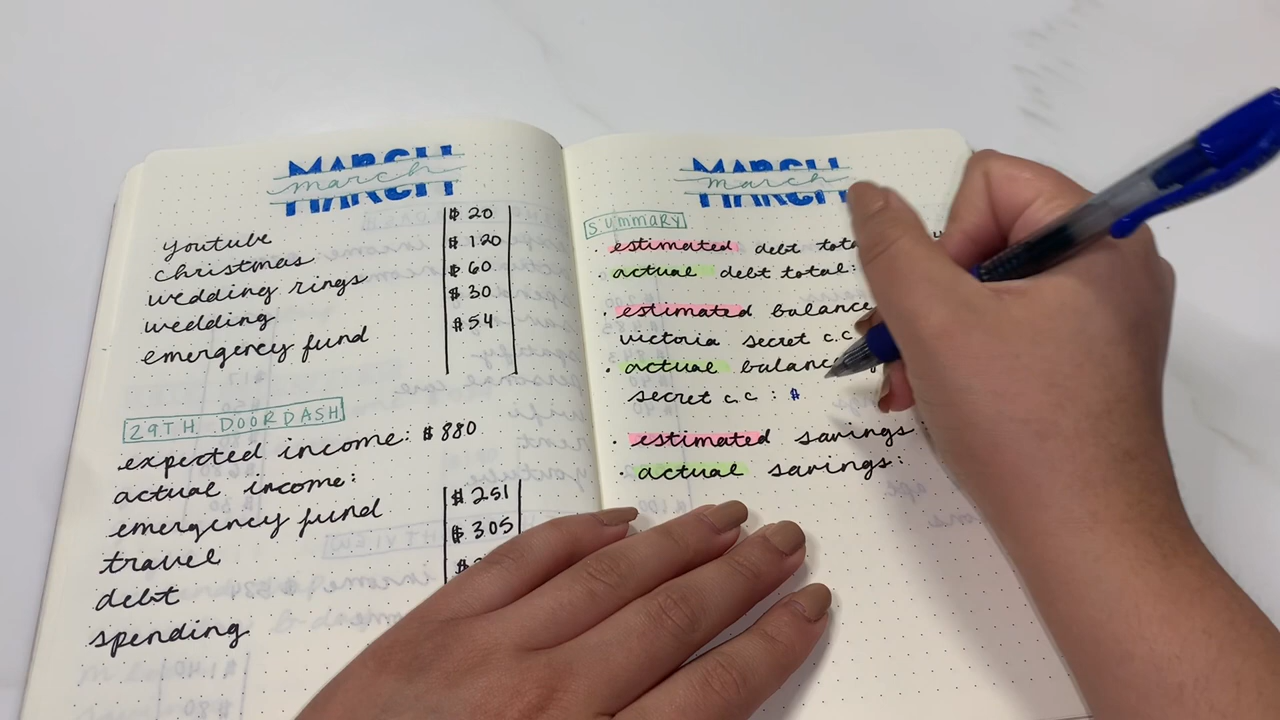 MARCH
march
youtube $20
christmas $120
wedding rings $60
wedding $30
emergency fund $54
29TH DOORDASH
expected income: $880
actual income:
emergency fund $251
travel $305
debt $
spending
MARCH
march
SUMMARY
• estimated debt
• actual debt total:
• estimated balance
victoria secret c.c
• actual balance
secret c.c : $
• estimated savings:
actual savings: